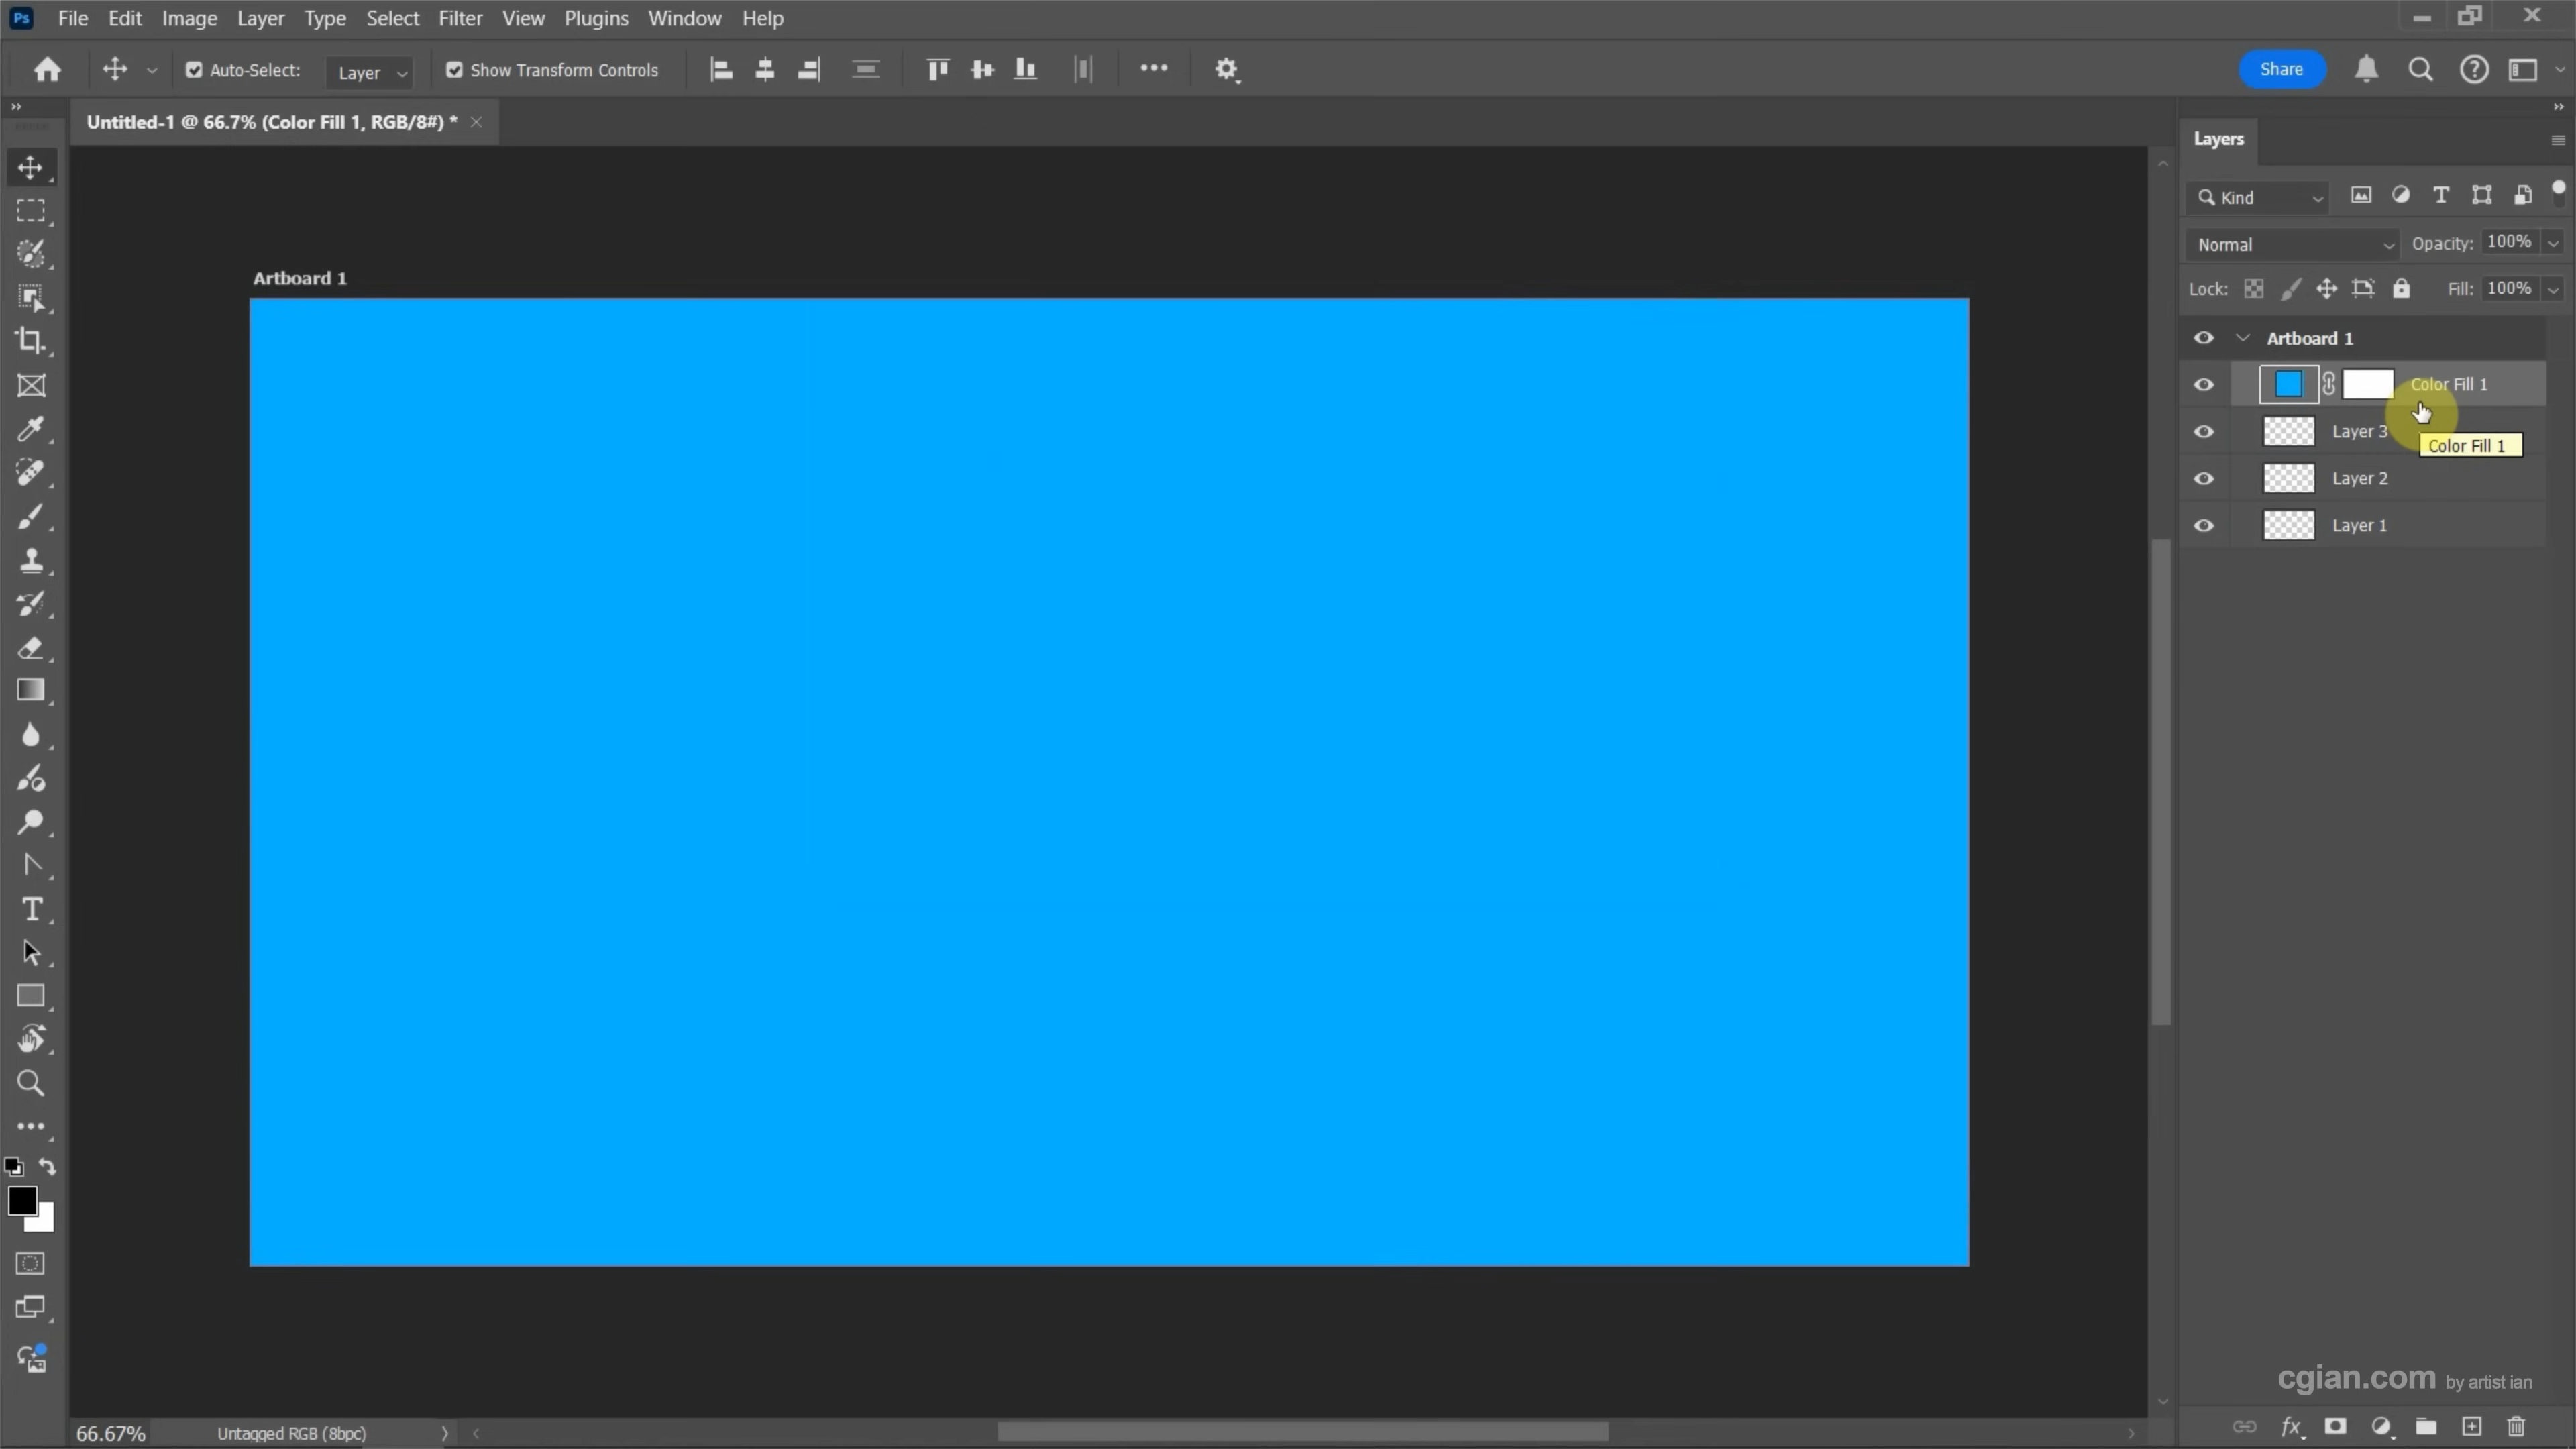 Ps File Edit Image Layer Type Select Filter View Plugins Window Help
Auto-Select: Layer Show Transform Controls Share
Untitled-1 @ 66.7% (Color Fill 1, RGB/8#) *
Layers
Kind
Normal Opacity: 100%
Lock: Fill: 100%
Artboard 1
Artboard 1
Color Fill 1
Layer 3
Color Fill 1
Layer 2
Layer 1
cgian.com by artist ian
66.67% Untagged RGB (8bpc)
fx